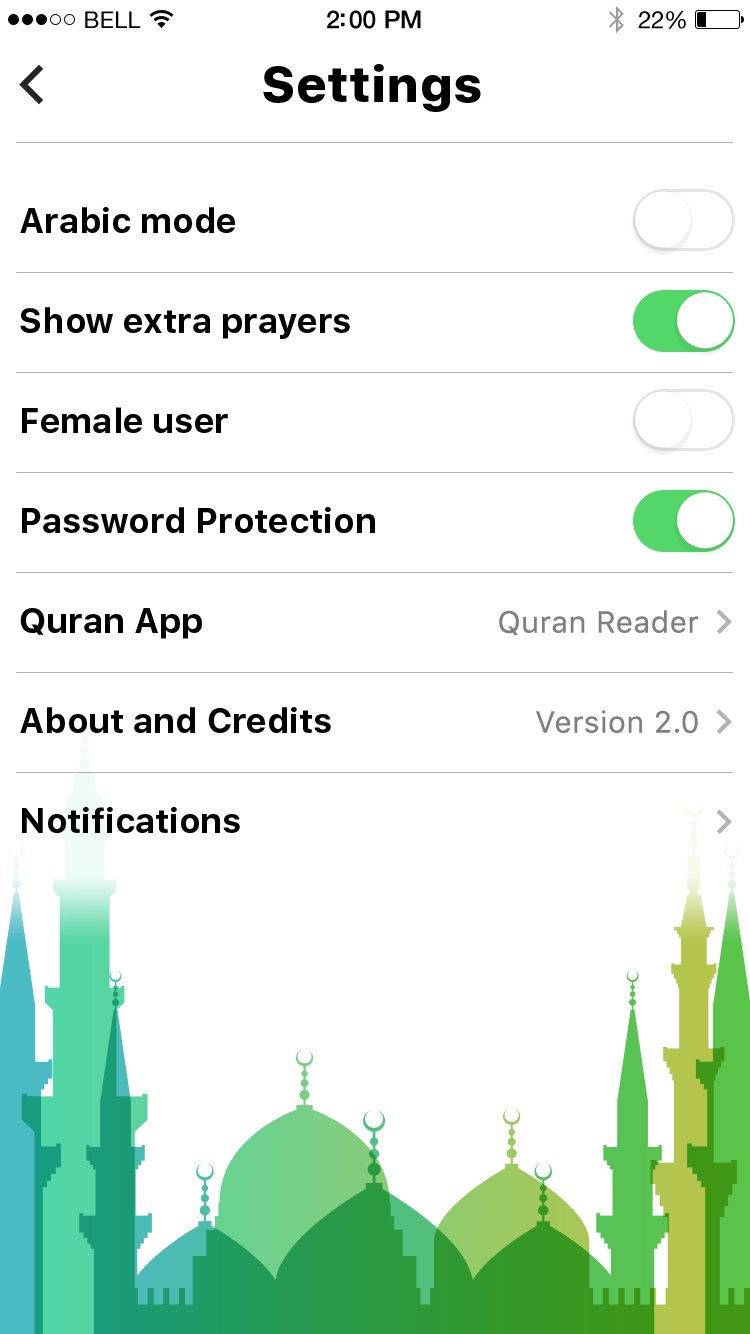 BELL 2:00 PM 22%
Settings
Arabic mode
Show extra prayers
Female user
Password Protection
Quran App Quran Reader
About and Credits Version 2.0
Notifications